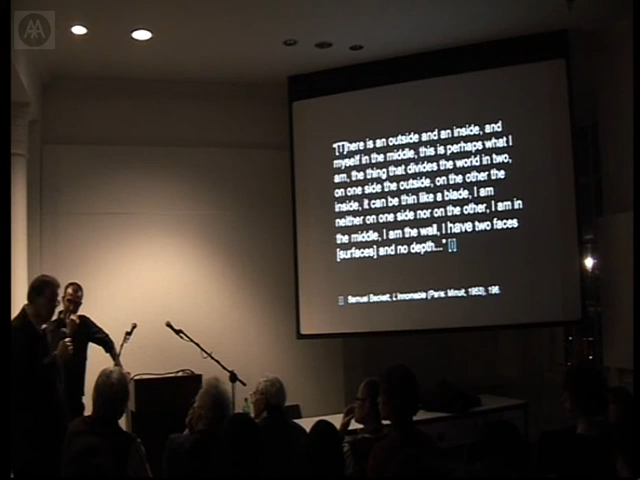 AA
"[T]here is an outside and an inside, and
myself in the middle, this is perhaps what I
am, the thing that divides the world in two,
on one side the outside, on the other the
inside, it can be thin like a blade, I am
neither on one side nor on the other, I am in
the middle, I am the wall, I have two faces
[surfaces] and no depth..." [i]
[i] Samuel Beckett, L'Innomable (Paris: Minuit, 1953), 196.